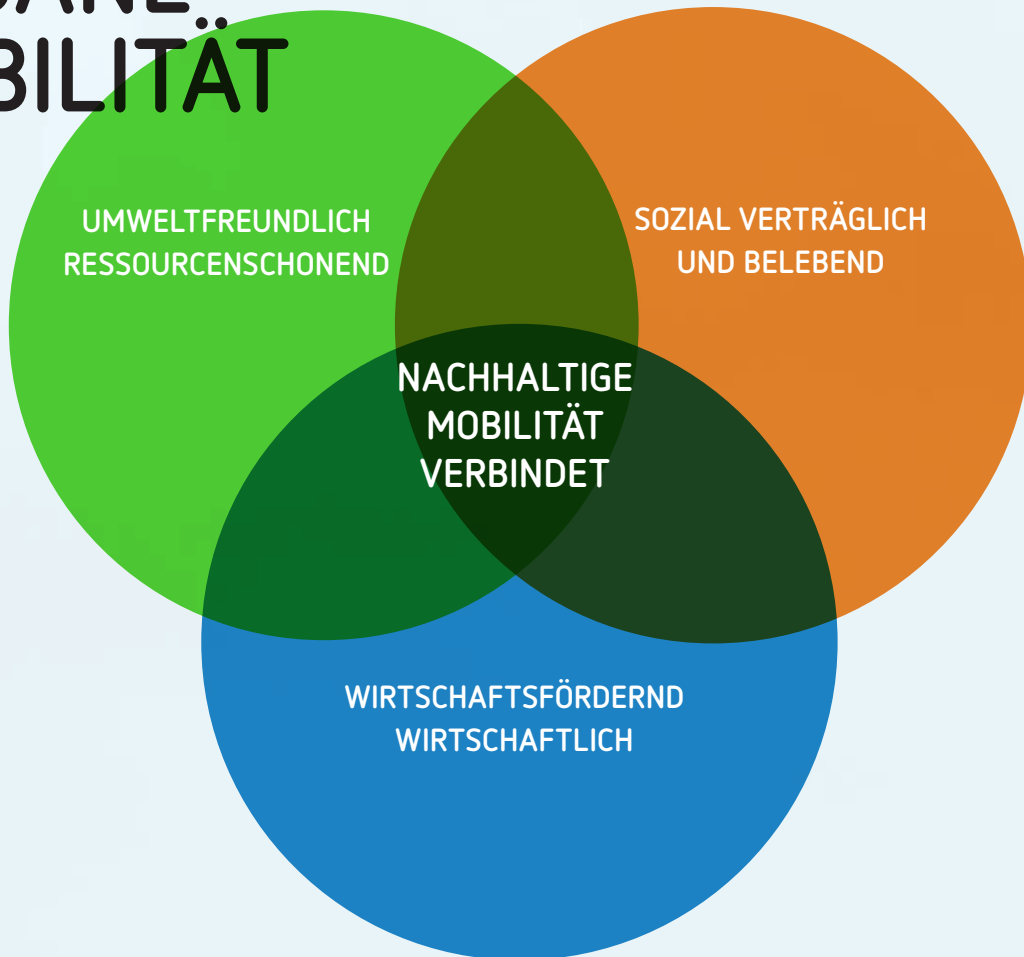 BILITÄT
UMWELTFREUNDLICH
RESSOURCENSCHONEND
SOZIAL VERTRÄGLICH
UND BELEBEND
NACHHALTIGE
MOBILITÄT
VERBINDET
WIRTSCHAFTSFÖRDERND
WIRTSCHAFTLICH